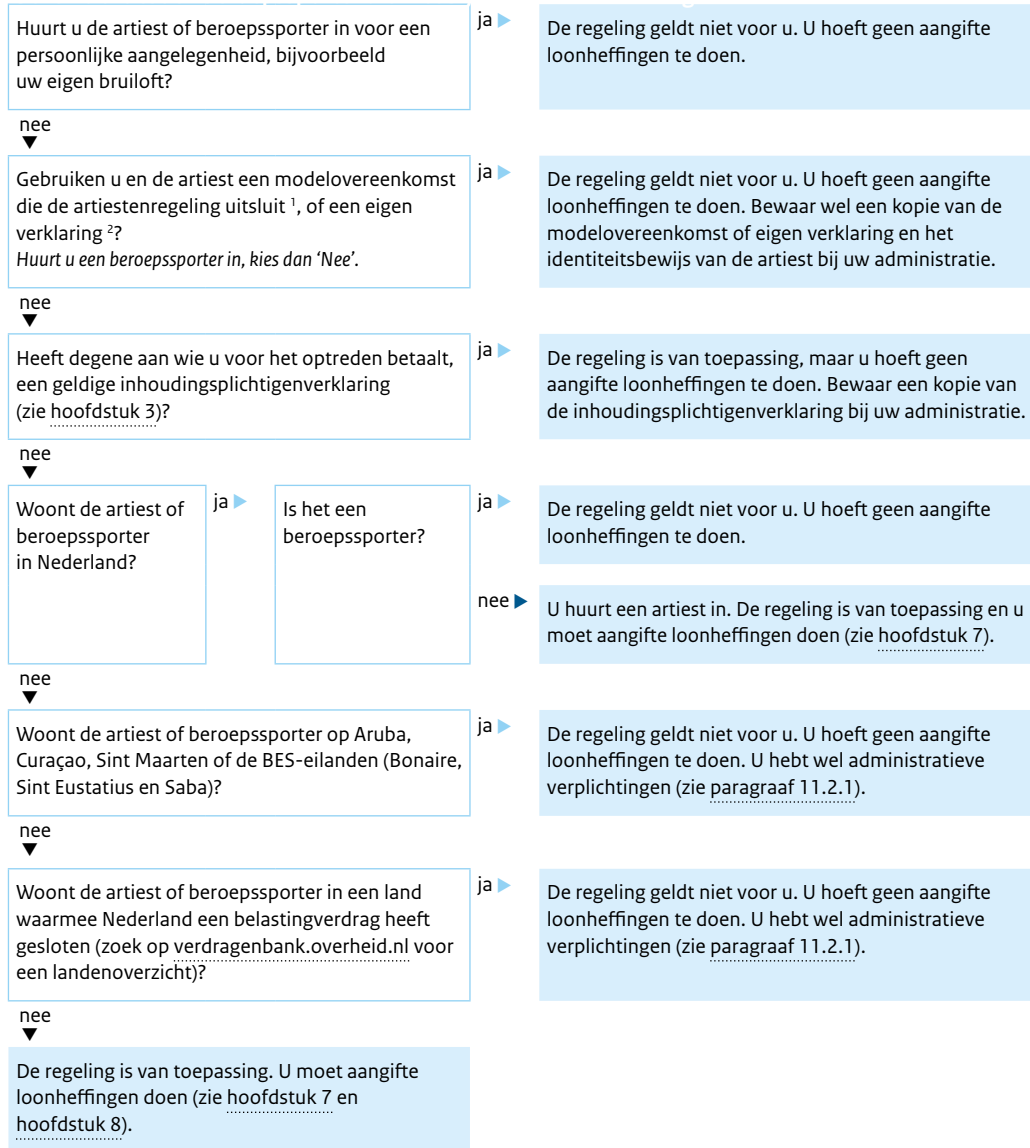 Huurt u de artiest of beroepssporter in voor een
persoonlijke aangelegenheid, bijvoorbeeld
uw eigen bruiloft?
ja
De regeling geldt niet voor u. U hoeft geen aangifte
loonheffingen te doen.
nee
Gebruiken u en de artiest een modelovereenkomst
die de artiestenregeling uitsluit ¹, of een eigen
verklaring ²?
Huurt u een beroepssporter in, kies dan ‘Nee’.
ja
De regeling geldt niet voor u. U hoeft geen aangifte
loonheffingen te doen. Bewaar wel een kopie van de
modelovereenkomst of eigen verklaring en het
identiteitsbewijs van de artiest bij uw administratie.
nee
Heeft degene aan wie u voor het optreden betaalt,
een geldige inhoudingsplichtigenverklaring
(zie hoofdstuk 3)?
ja
De regeling is van toepassing, maar u hoeft geen
aangifte loonheffingen te doen. Bewaar een kopie van
de inhoudingsplichtigenverklaring bij uw administratie.
nee
Woont de artiest of
beroepssporter
in Nederland?
ja
Is het een
beroepssporter?
ja
De regeling geldt niet voor u. U hoeft geen aangifte
loonheffingen te doen.
nee
U huurt een artiest in. De regeling is van toepassing en u
moet aangifte loonheffingen doen (zie hoofdstuk 7).
nee
Woont de artiest of beroepssporter op Aruba,
Curaçao, Sint Maarten of de BES-eilanden (Bonaire,
Sint Eustatius en Saba)?
ja
De regeling geldt niet voor u. U hoeft geen aangifte
loonheffingen te doen. U hebt wel administratieve
verplichtingen (zie paragraaf 11.2.1).
nee
Woont de artiest of beroepssporter in een land
waarmee Nederland een belastingverdrag heeft
gesloten (zoek op verdragenbank.overheid.nl voor
een landenoverzicht)?
ja
De regeling geldt niet voor u. U hoeft geen aangifte
loonheffingen te doen. U hebt wel administratieve
verplichtingen (zie paragraaf 11.2.1).
nee
De regeling is van toepassing. U moet aangifte
loonheffingen doen (zie hoofdstuk 7 en
hoofdstuk 8).